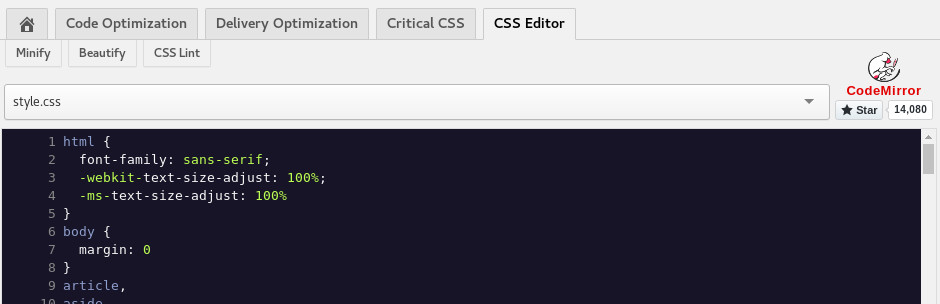 Code Optimization Delivery Optimization Critical CSS CSS Editor
Minify Beautify CSS Lint
CodeMirror
style.css
Star 14,080
1 html {
2   font-family: sans-serif;
3   -webkit-text-size-adjust: 100%;
4   -ms-text-size-adjust: 100%
5 }
6 body {
7   margin: 0
8 }
9 article,
10 aside,